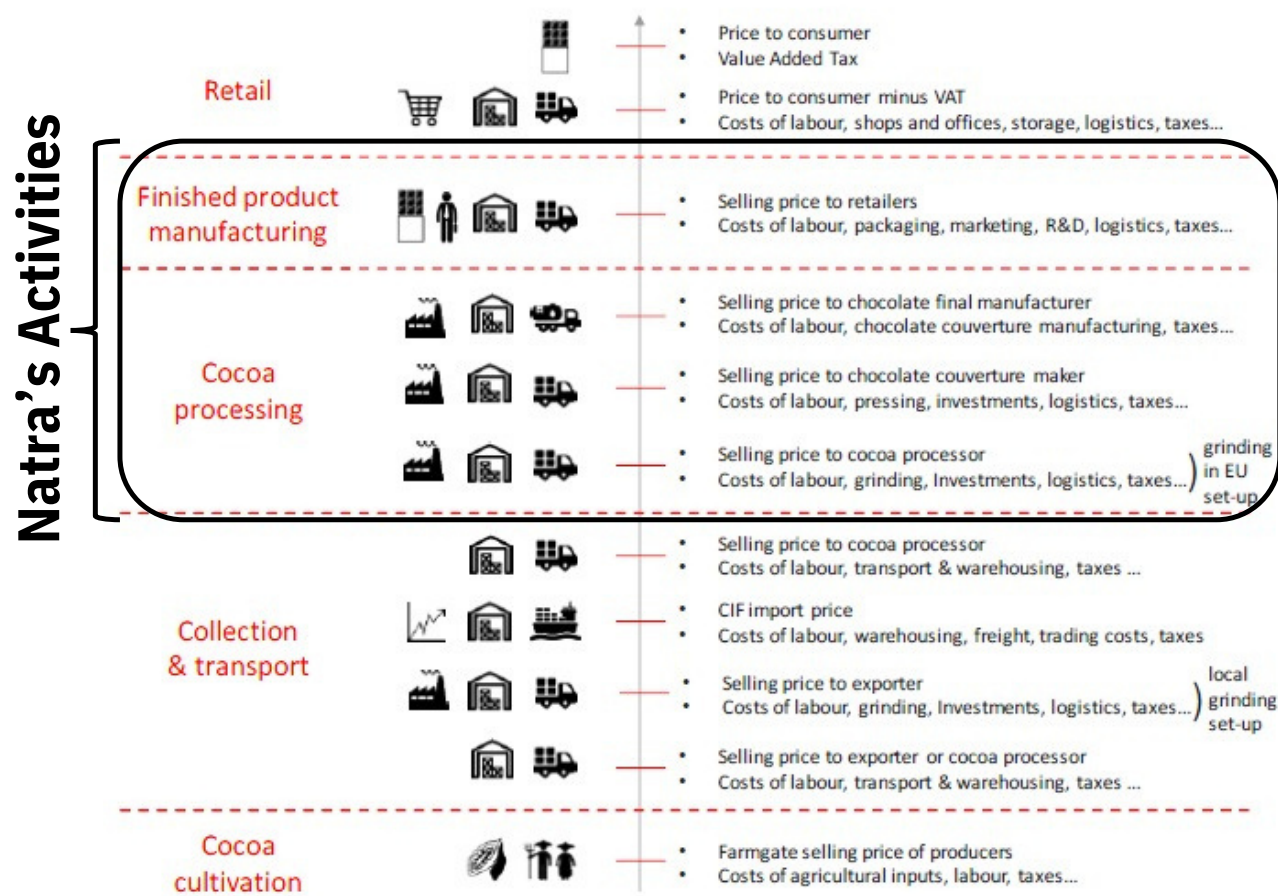 Natra's Activities
• Price to consumer
• Value Added Tax
Retail
• Price to consumer minus VAT
• Costs of labour, shops and offices, storage, logistics, taxes...
Finished product
manufacturing
• Selling price to retailers
• Costs of labour, packaging, marketing, R&D, logistics, taxes...
Cocoa
processing
• Selling price to chocolate final manufacturer
• Costs of labour, chocolate couverture manufacturing, taxes...
• Selling price to chocolate couverture maker
• Costs of labour, pressing, investments, logistics, taxes...
• Selling price to cocoa processor
• Costs of labour, grinding, Investments, logistics, taxes...)
grinding
in EU
set-up
Collection
& transport
• Selling price to cocoa processor
• Costs of labour, transport & warehousing, taxes ...
• CIF import price
• Costs of labour, warehousing, freight, trading costs, taxes
• Selling price to exporter
• Costs of labour, grinding, Investments, logistics, taxes...)
local
grinding
set-up
• Selling price to exporter or cocoa processor
• Costs of labour, transport & warehousing, taxes ...
Cocoa
cultivation
• Farmgate selling price of producers
• Costs of agricultural inputs, labour, taxes...